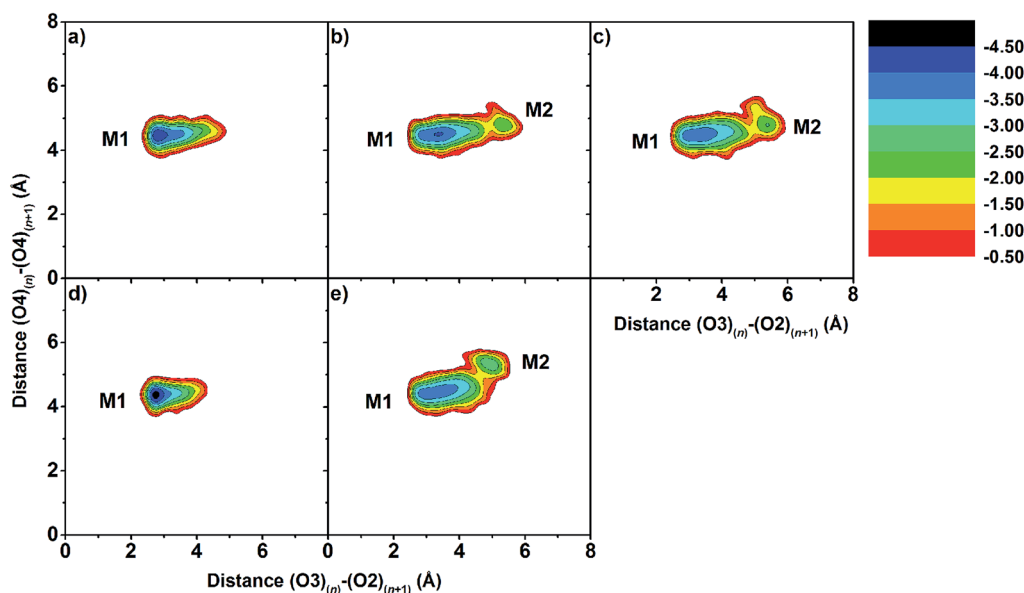 a)
b)
c)
M1
M1
M2
M1
M2
8
6
4
2
0
-4.50
-4.00
-3.50
-3.00
-2.50
-2.00
-1.50
-1.00
-0.50
2 4 6 8
Distance (O3)(n)-(O2)(n+1) (Å)
Distance (O4)(n)-(O4)(n+1) (Å)
d)
e)
M1
M1
M2
6
4
2
0
0 2 4 6 0 2 4 6 8
Distance (O3)(n)-(O2)(n+1) (Å)